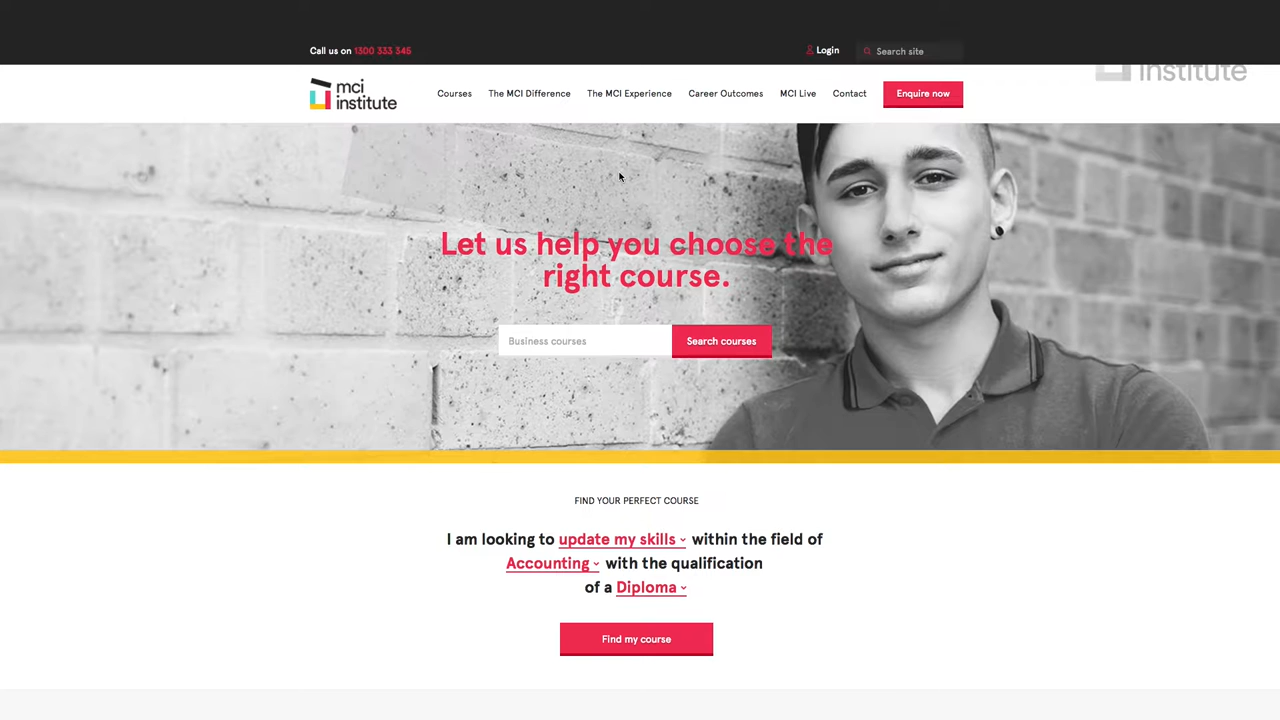 Call us on 1300 333 345
Login
Search site
institute
mci
institute
Courses
The MCI Difference
The MCI Experience
Career Outcomes
MCI Live
Contact
Enquire now
Let us help you choose the
right course.
Business courses
Search courses
FIND YOUR PERFECT COURSE
I am looking to update my skills within the field of
Accounting with the qualification
of a Diploma
Find my course